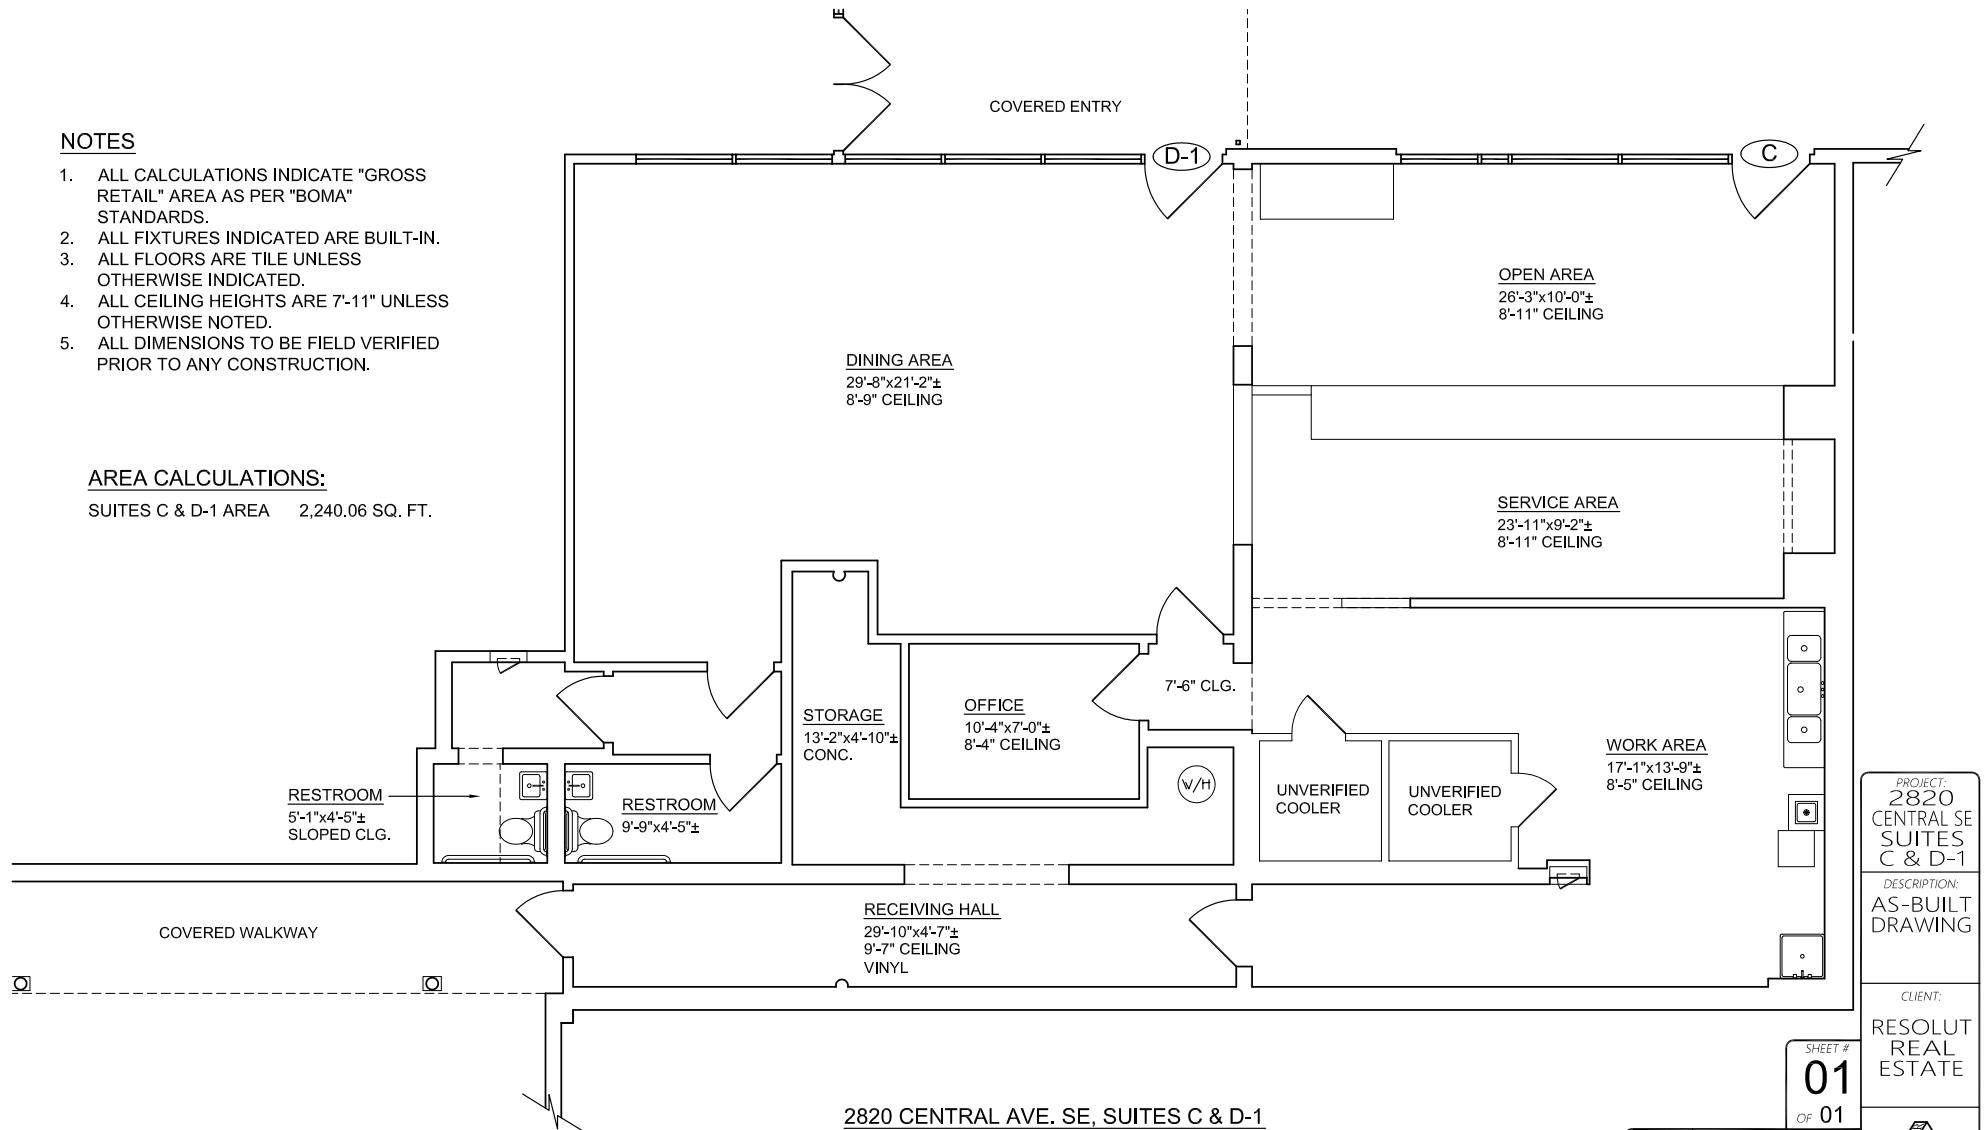 COVERED ENTRY
NOTES
1. ALL CALCULATIONS INDICATE "GROSS
RETAIL" AREA AS PER "BOMA"
STANDARDS.
2. ALL FIXTURES INDICATED ARE BUILT-IN.
3. ALL FLOORS ARE TILE UNLESS
OTHERWISE INDICATED.
4. ALL CEILING HEIGHTS ARE 7'-11" UNLESS
OTHERWISE NOTED.
5. ALL DIMENSIONS TO BE FIELD VERIFIED
PRIOR TO ANY CONSTRUCTION.
AREA CALCULATIONS:
SUITES C & D-1 AREA 2,240.06 SQ. FT.
D-1
C
OPEN AREA
26'-3"x10'-0"±
8'-11" CEILING
DINING AREA
29'-8"x21'-2"±
8'-9" CEILING
SERVICE AREA
23'-11"x9'-2"±
8'-11" CEILING
7'-6" CLG.
STORAGE
13'-2"x4'-10"±
CONC.
OFFICE
10'-4"x7'-0"±
8'-4" CEILING
WORK AREA
17'-1"x13'-9"±
8'-5" CEILING
W/H
UNVERIFIED
COOLER
UNVERIFIED
COOLER
RESTROOM
5'-1"x4'-5"±
SLOPED CLG.
RESTROOM
9'-9"x4'-5"±
RECEIVING HALL
29'-10"x4'-7"±
9'-7" CEILING
VINYL
COVERED WALKWAY
PROJECT:
2820
CENTRAL SE
SUITES
C & D-1
DESCRIPTION:
AS-BUILT
DRAWING
CLIENT:
RESOLUT
REAL
ESTATE
SHEET #
01
OF 01
2820 CENTRAL AVE. SE, SUITES C & D-1